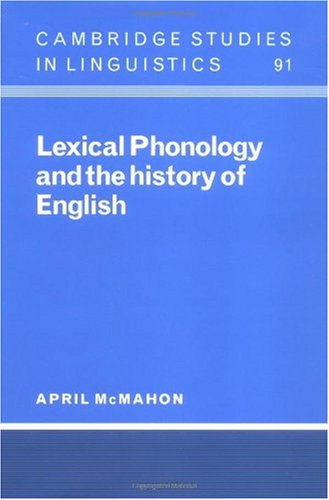 CAMBRIDGE STUDIES
IN LINGUISTICS 91
Lexical Phonology
and the history of
English
APRIL McMAHON